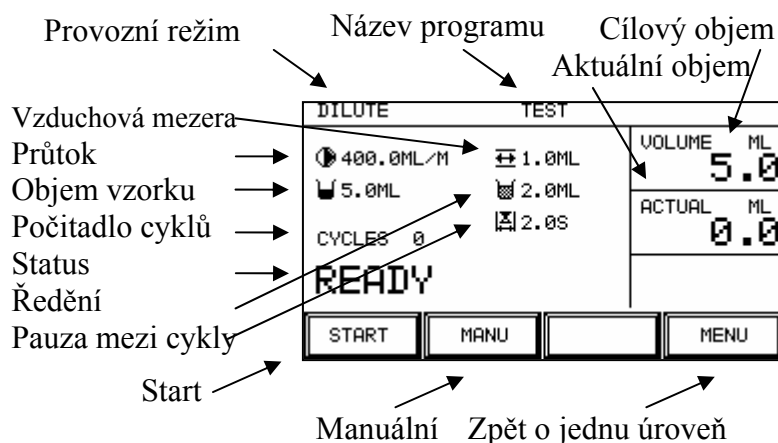 Provozní režim
Název programu
Cílový objem
Aktuální objem
Vzduchová mezera
Průtok
Objem vzorku
Počitadlo cyklů
Status
Ředění
Pauza mezi cykly
DILUTE TEST
400.0ML/M 1.0ML
5.0ML 2.0ML
2.0S
CYCLES 0
READY
VOLUME ML
5.0
ACTUAL ML
0.0
START MANU MENU
Start
Manuální Zpět o jednu úroveň